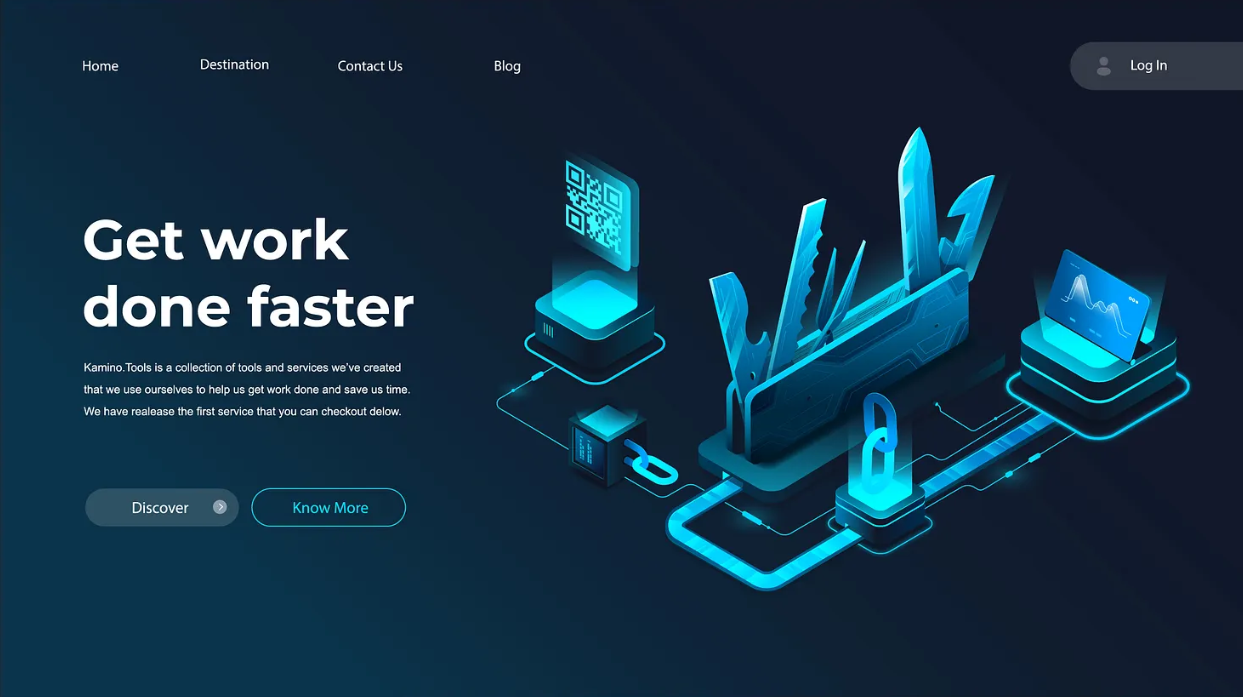 Home
Destination
Contact Us
Blog
Log In
Get work
done faster
Kamino.Tools is a collection of tools and services we've created
that we use ourselves to help us get work done and save us time.
We have realease the first service that you can checkout delow.
Discover
Know More